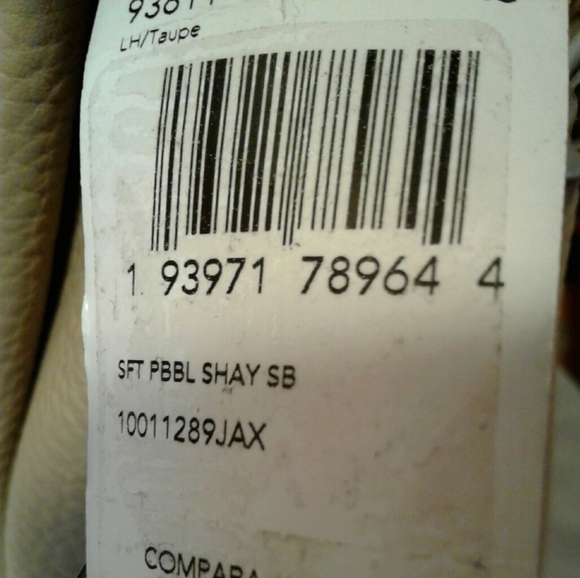 LH/Taupe
1 93971 78964 4
SFT PBBL SHAY SB
10011289JAX